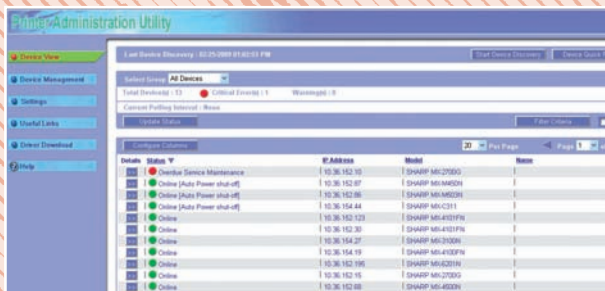 Printer Administration Utility
Device View
Last Device Discovery : 02-25-2009 01:02:53 PM
Start Device Discovery
Device Quick
Device Management
Select Group All Devices
Total Device(s) : 13 Critical Error(s) : 1 Warning(s) : 0
Settings
Current Polling Interval : None
Useful Links
Update Status
Filter Criteria
Driver Download
Configure Columns
20 Per Page
Page 1
Help
Details Status IP Address Model Name
Overdue Service Maintenance 10.36.152.10 SHARP MX-2700G
Online [Auto Power shut-off] 10.36.152.87 SHARP MX-M450N
Online [Auto Power shut-off] 10.36.152.86 SHARP
Online [Auto Power shut-off] 10.36.154.44 SHARP MX-C311
Online 10.36.152.123 SHARP MX-4101FN
Online 10.36.152.30 SHARP MX-4101FN
Online 10.36.154.27 SHARP MX-3100N
Online 10.36.154.19 SHARP MX-4100FN
Online 10.36.152.195 SHARP MX-6201N
Online 10.36.152.15 SHARP MX-2700G
Online 10.36.152.68 SHARP